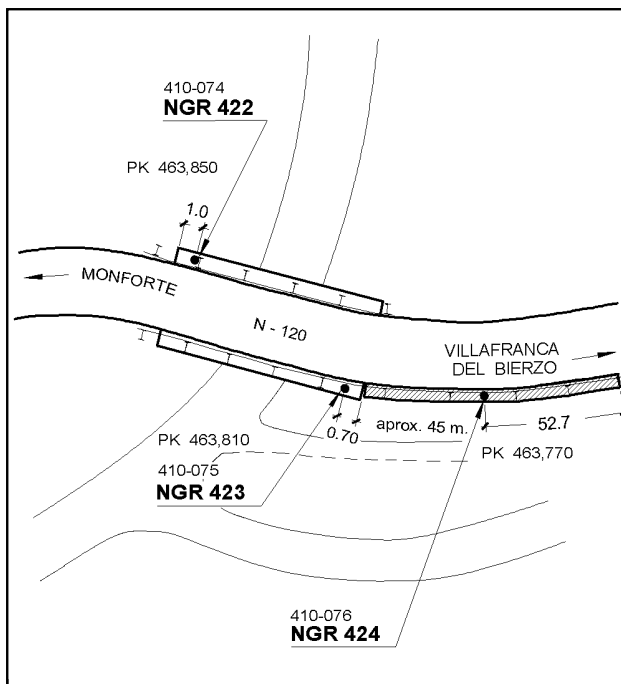 410-074
NGR 422
PK 463,850
1.0
MONFORTE
N - 120
VILLAFRANCA
DEL BIERZO
aprox. 45 m.
52.7
0.70
PK 463,810
PK 463,770
410-075
NGR 423
410-076
NGR 424